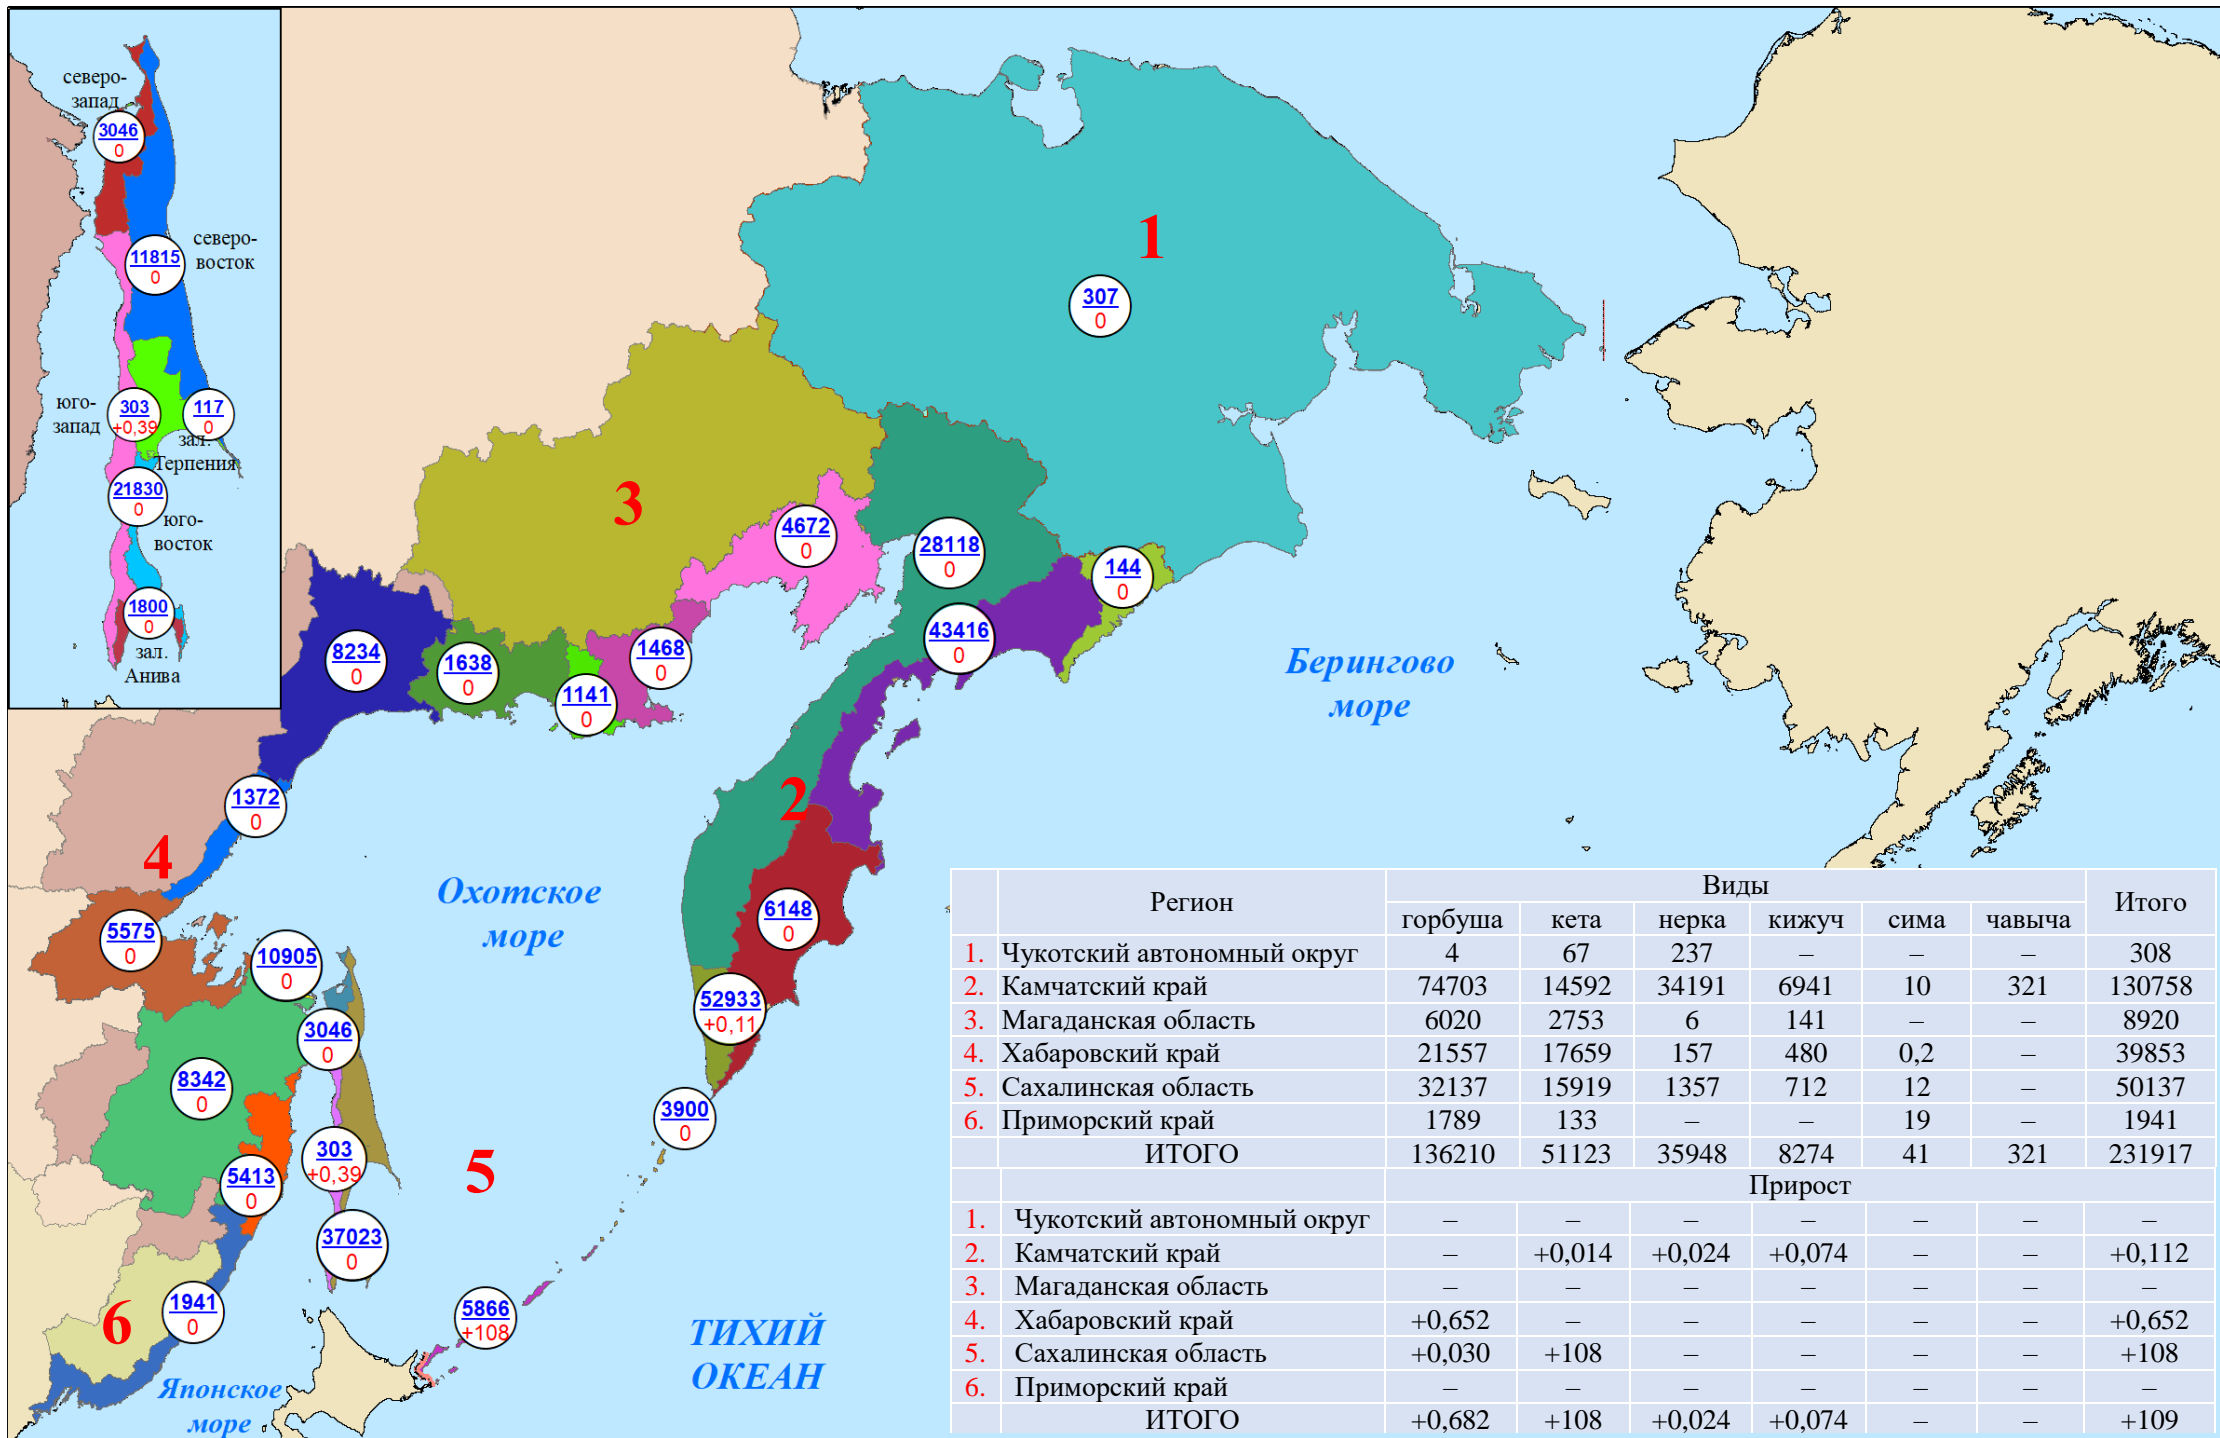 северо-
запад
3046
0
северо-
восток
11815
0
юго-
запад
303
+0,39
117
0
зал.
Терпения
21830
0
юго-
восток
1800
0
зал.
Анива
1
307
0
3
4672
0
28118
0
144
0
43416
0
8234
0
1638
0
1141
0
1468
0
Берингово
море
1372
0
4
2
Охотское
море
6148
0
5575
0
10905
0
52933
+0,11
3046
0
8342
0
3900
0
303
+0,39
5
5413
0
37023
0
6
1941
0
5866
+108
ТИХИЙ
ОКЕАН
Японское
море
Регион Виды Итого
горбуша кета нерка кижуч сима чавыча
1. Чукотский автономный округ 4 67 237 – – – 308
2. Камчатский край 74703 14592 34191 6941 10 321 130758
3. Магаданская область 6020 2753 6 141 – – 8920
4. Хабаровский край 21557 17659 157 480 0,2 – 39853
5. Сахалинская область 32137 15919 1357 712 12 – 50137
6. Приморский край 1789 133 – – 19 – 1941
ИТОГО 136210 51123 35948 8274 41 321 231917
Прирост
1. Чукотский автономный округ – – – – – – –
2. Камчатский край – +0,014 +0,024 +0,074 – – +0,112
3. Магаданская область – – – – – – –
4. Хабаровский край +0,652 – – – – – +0,652
5. Сахалинская область +0,030 +108 – – – – +108
6. Приморский край – – – – – – –
ИТОГО +0,682 +108 +0,024 +0,074 – – +109